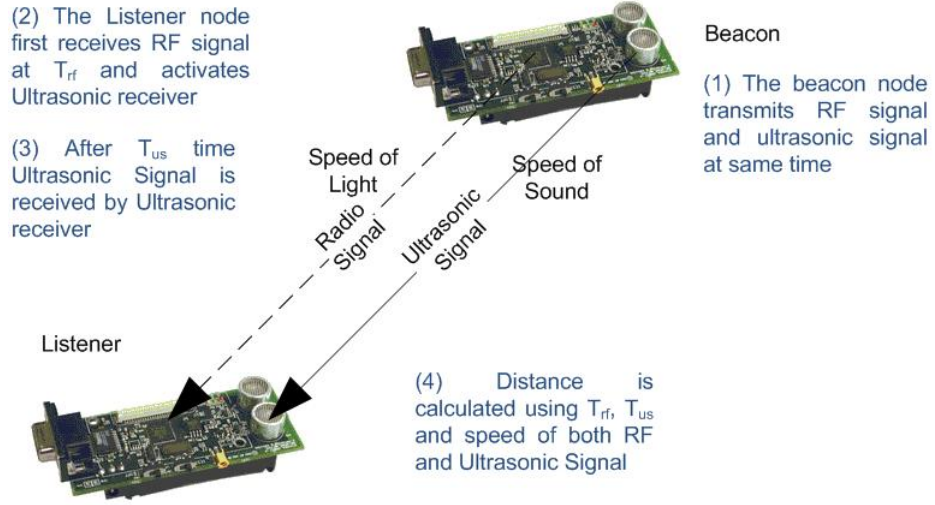 (2) The Listener node
first receives RF signal
at Trf and activates
Ultrasonic receiver
(3) After Tus time
Ultrasonic Signal is
received by Ultrasonic
receiver
Beacon
(1) The beacon node
transmits RF signal
and ultrasonic signal
at same time
Speed of
Light
Speed of
Sound
Radio
Signal
Ultrasonic
Signal
Listener
(4) Distance is
calculated using Trf, Tus
and speed of both RF
and Ultrasonic Signal